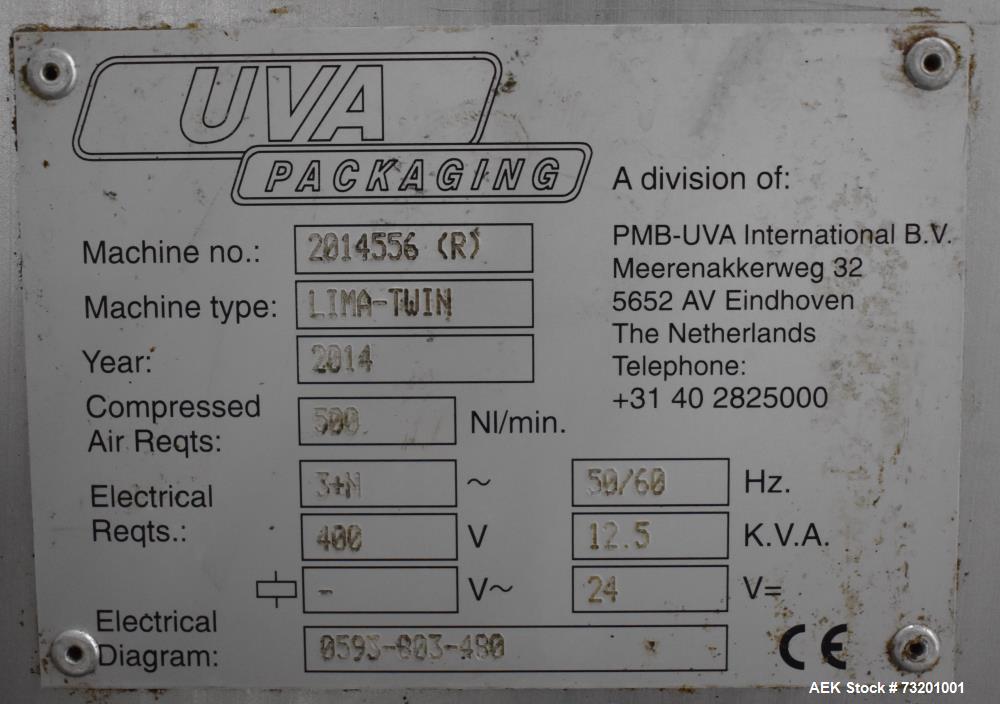 UVA
PACKAGING
A division of:
PMB-UVA International B.V.
Meerenakkerweg 32
5652 AV Eindhoven
The Netherlands
Telephone:
+31 40 2825000
Machine no.: 2014556 (R)
Machine type: LIMA-TWIN
Year: 2014
Compressed
Air Reqts: 500 Nl/min.
Electrical
Reqts.: 3+N ~ 50/60 Hz.
400 V 12.5 K.V.A.
- V~ 24 V=
Electrical
Diagram: 0593-803-480
CE
AEK Stock # 73201001